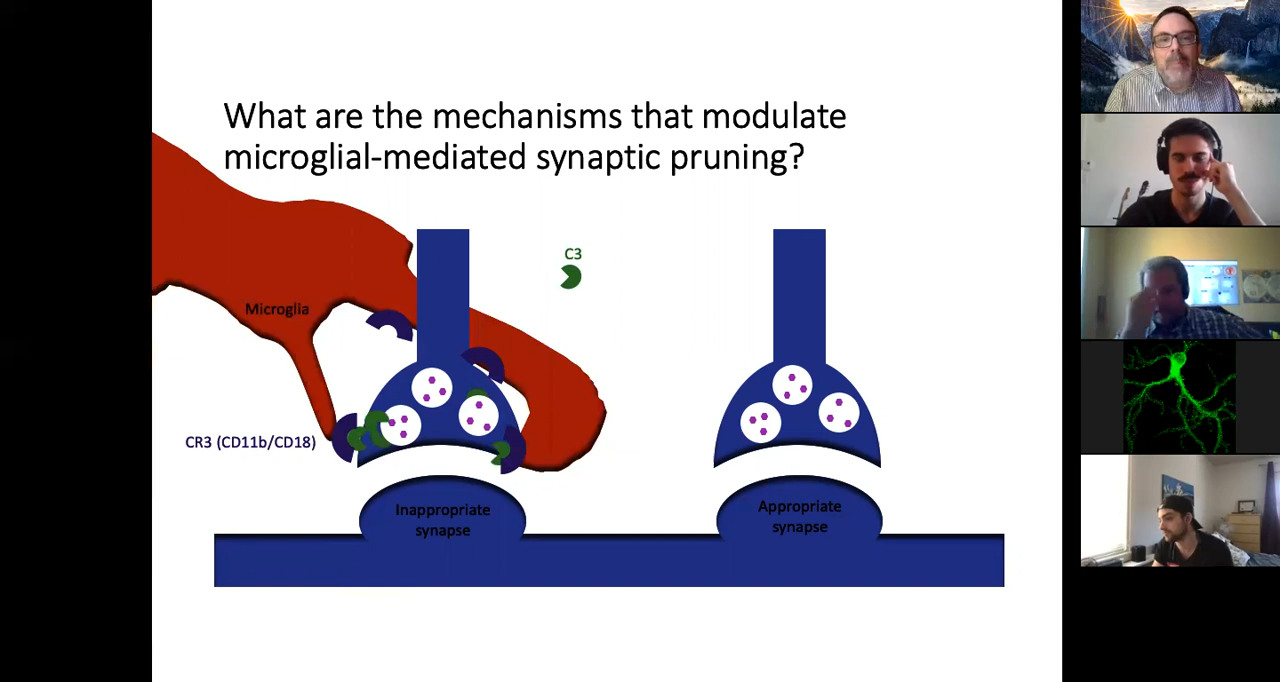 What are the mechanisms that modulate
microglial-mediated synaptic pruning?
C3
Microglia
CR3 (CD11b/CD18)
Inappropriate
synapse
Appropriate
synapse